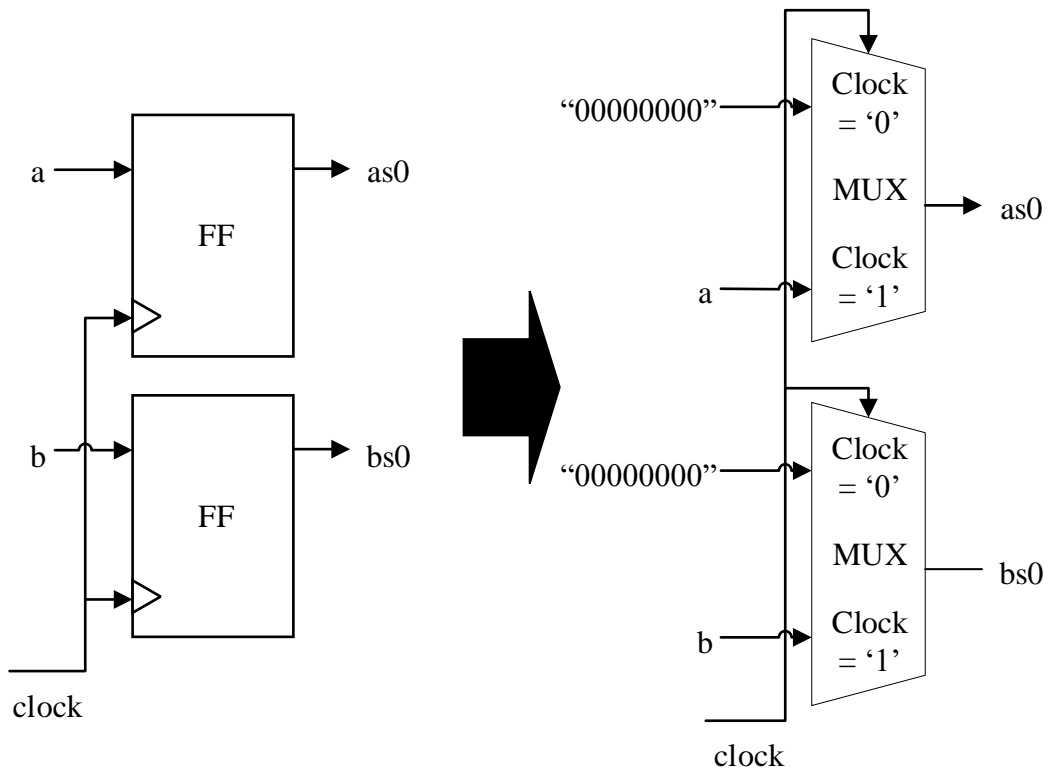 a
FF
as0
b
FF
bs0
clock
“00000000”
Clock
= ‘0’
MUX
Clock
= ‘1’
a
as0
“00000000”
Clock
= ‘0’
MUX
Clock
= ‘1’
b
bs0
clock